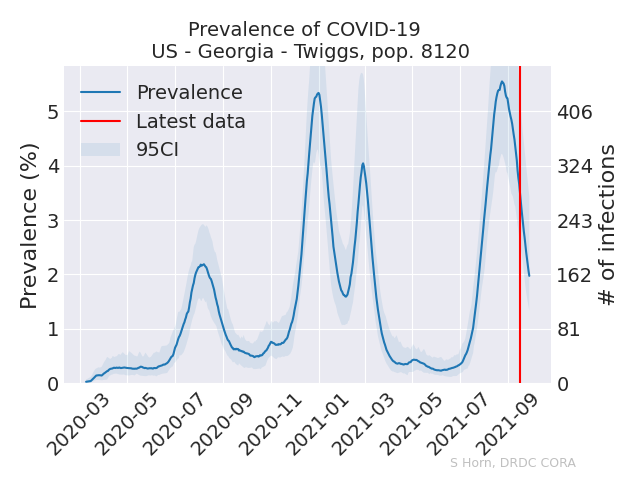 Prevalence of COVID-19
US - Georgia - Twiggs, pop. 8120
Prevalence
Latest data
95CI
Prevalence (%)
5
4
3
2
1
0
406
324
243
162
81
0
# of infections
2020-03
2020-05
2020-07
2020-09
2020-11
2021-01
2021-03
2021-05
2021-07
2021-09
S Horn, DRDC CORA